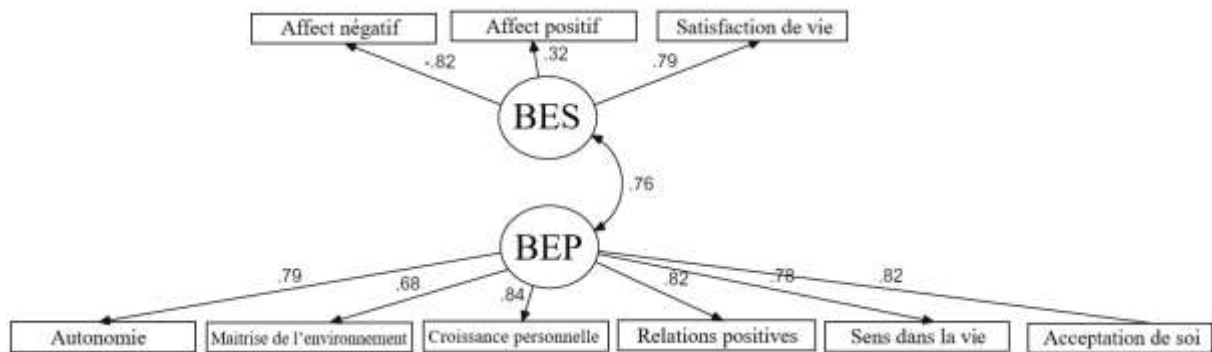 Affect négatif
Affect positif
Satisfaction de vie
-.82
.32
.79
BES
.76
BEP
.79
.68
.84
.82
.78
.82
Autonomie
Maitrise de l'environnement
Croissance personnelle
Relations positives
Sens dans la vie
Acceptation de soi